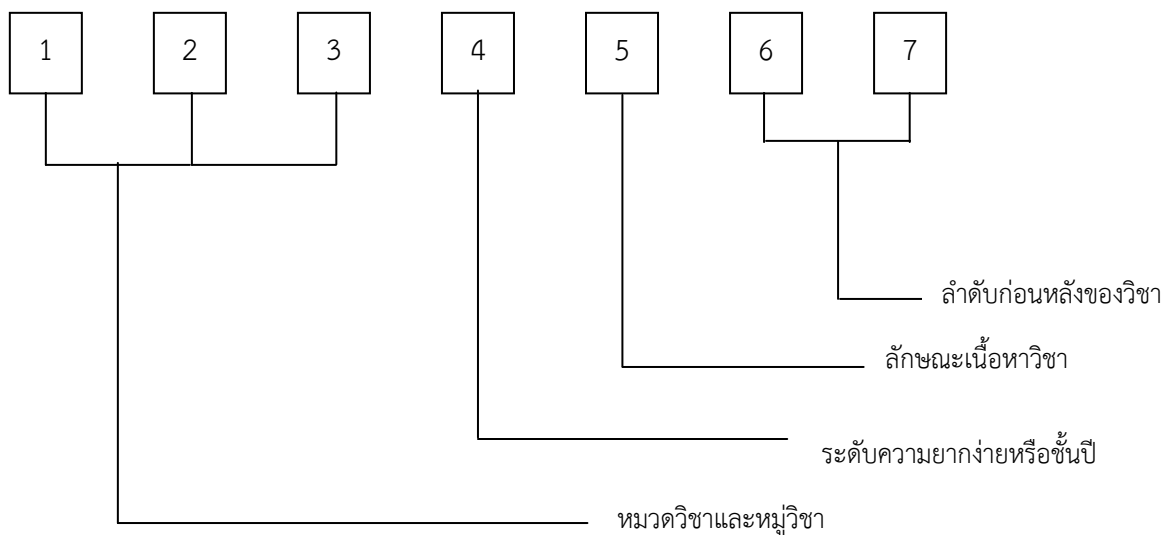 1 2 3 4 5 6 7
ลำดับก่อนหลังของวิชา
ลักษณะเนื้อหาวิชา
ระดับความยากง่ายหรือชั้นปี
หมวดวิชาและหมู่วิชา